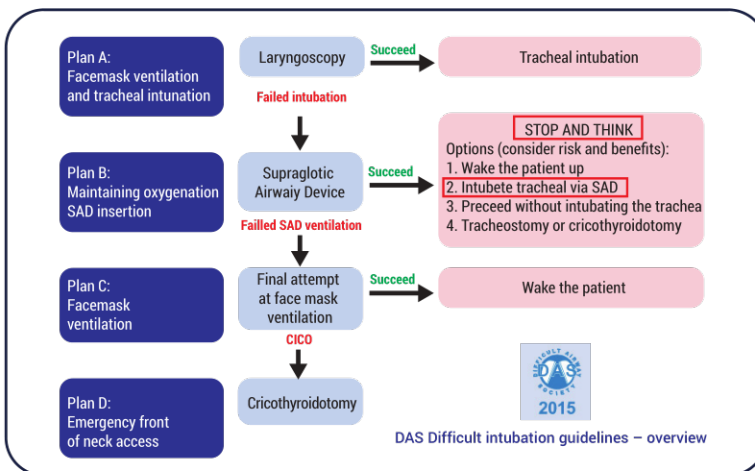 Plan A:
Facemask ventilation
and tracheal intunation
Laryngoscopy
Succeed
Tracheal intubation
Failed intubation
Plan B:
Maintaining oxygenation
SAD insertion
Supraglotic
Airwaiy Device
Succeed
STOP AND THINK
Options (consider risk and benefits):
1. Wake the patient up
2. Intubete tracheal via SAD
3. Preceed without intubating the trachea
4. Tracheostomy or cricothyroidotomy
Failled SAD ventilation
Plan C:
Facemask
ventilation
Final attempt
at face mask
ventilation
Succeed
Wake the patient
CICO
Plan D:
Emergency front
of neck access
Cricothyroidotomy
DIFFICULT AIRWAY
DAS
SOCIETY
2015
DAS Difficult intubation guidelines – overview